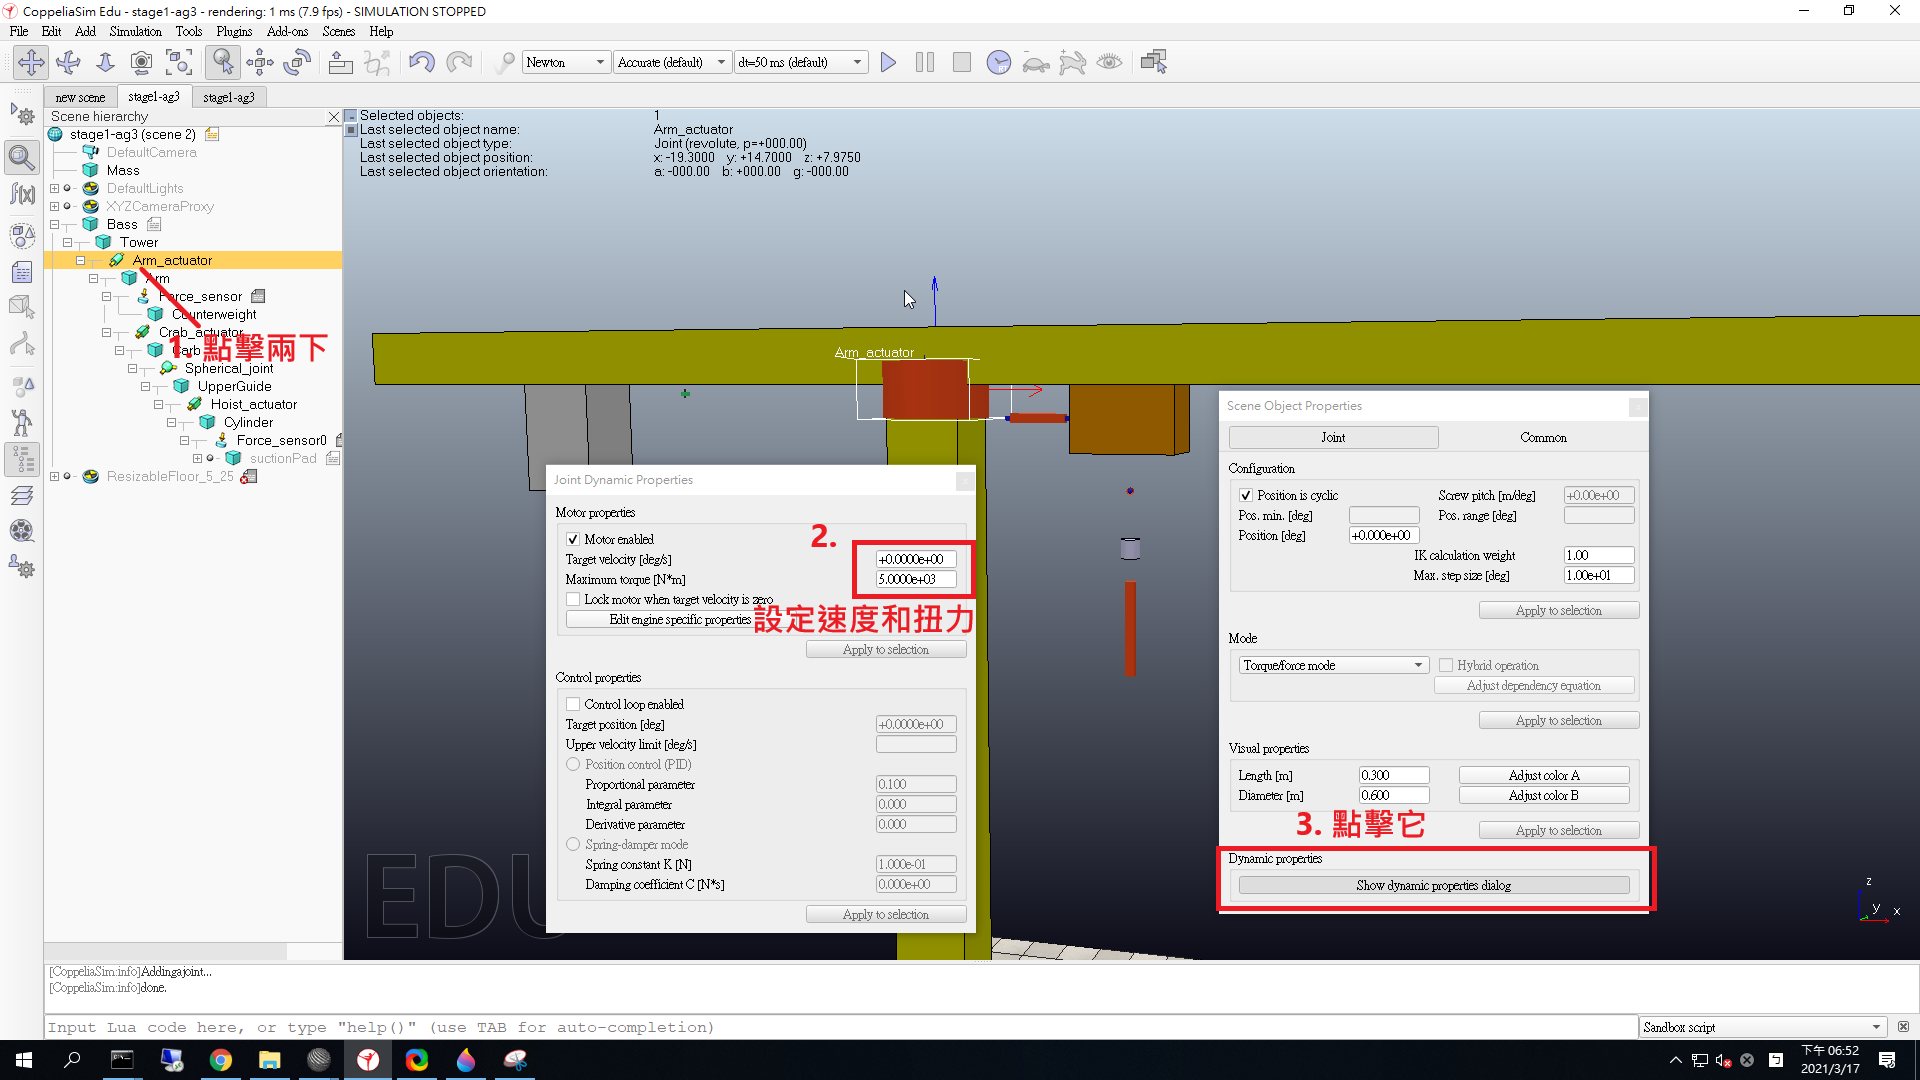 CoppeliaSim Edu - stage1-ag3 - rendering: 1 ms (7.9 fps) - SIMULATION STOPPED
File Edit Add Simulation Tools Plugins Add-ons Scenes Help
Newton Accurate (default) dt=50 ms (default)
new scene stage1-ag3 stage1-ag3
Scene hierarchy
stage1-ag3 (scene 2)
DefaultCamera
Mass
DefaultLights
XYZCameraProxy
Bass
Tower
Arm_actuator
Arm
Force_sensor
Counterweight
Crab_actuator
Carb
Spherical_joint
UpperGuide
Hoist_actuator
Cylinder
Force_sensor0
suctionPad
ResizableFloor_5_25
1. 點擊兩下
Selected objects: 1
Last selected object name: Arm_actuator
Last selected object type: Joint (revolute, p=+000.00)
Last selected object position: x: -19.3000 y: +14.7000 z: +7.9750
Last selected object orientation: a: -000.00 b: +000.00 g: -000.00
Arm_actuator
Joint Dynamic Properties
Motor properties
Motor enabled
2.
Target velocity [deg/s] +0.0000e+00
Maximum torque [N*m] 5.0000e+03
Lock motor when target velocity is zero
Edit engine specific properties
設定速度和扭力
Apply to selection
Control properties
Control loop enabled
Target position [deg] +0.0000e+00
Upper velocity limit [deg/s]
Position control (PID)
Proportional parameter 0.100
Integral parameter 0.000
Derivative parameter 0.000
Spring-damper mode
Spring constant K [N] 1.000e-01
Damping coefficient C [N*s] 0.000e+00
Apply to selection
EDU
Scene Object Properties
Joint Common
Configuration
Position is cyclic Screw pitch [m/deg] +0.00e+00
Pos. min. [deg] Pos. range [deg]
Position [deg] +0.000e+00
IK calculation weight 1.00
Max. step size [deg] 1.00e+01
Apply to selection
Mode
Torque/force mode Hybrid operation
Adjust dependency equation
Apply to selection
Visual properties
Length [m] 0.300 Adjust color A
Diameter [m] 0.600 Adjust color B
3. 點擊它
Apply to selection
Dynamic properties
Show dynamic properties dialog
z
y
x
[CoppeliaSim:info]Addingajoint...
[CoppeliaSim:info]done.
Input Lua code here, or type "help()" (use TAB for auto-completion)
Sandbox script
下午 06:52
2021/3/17